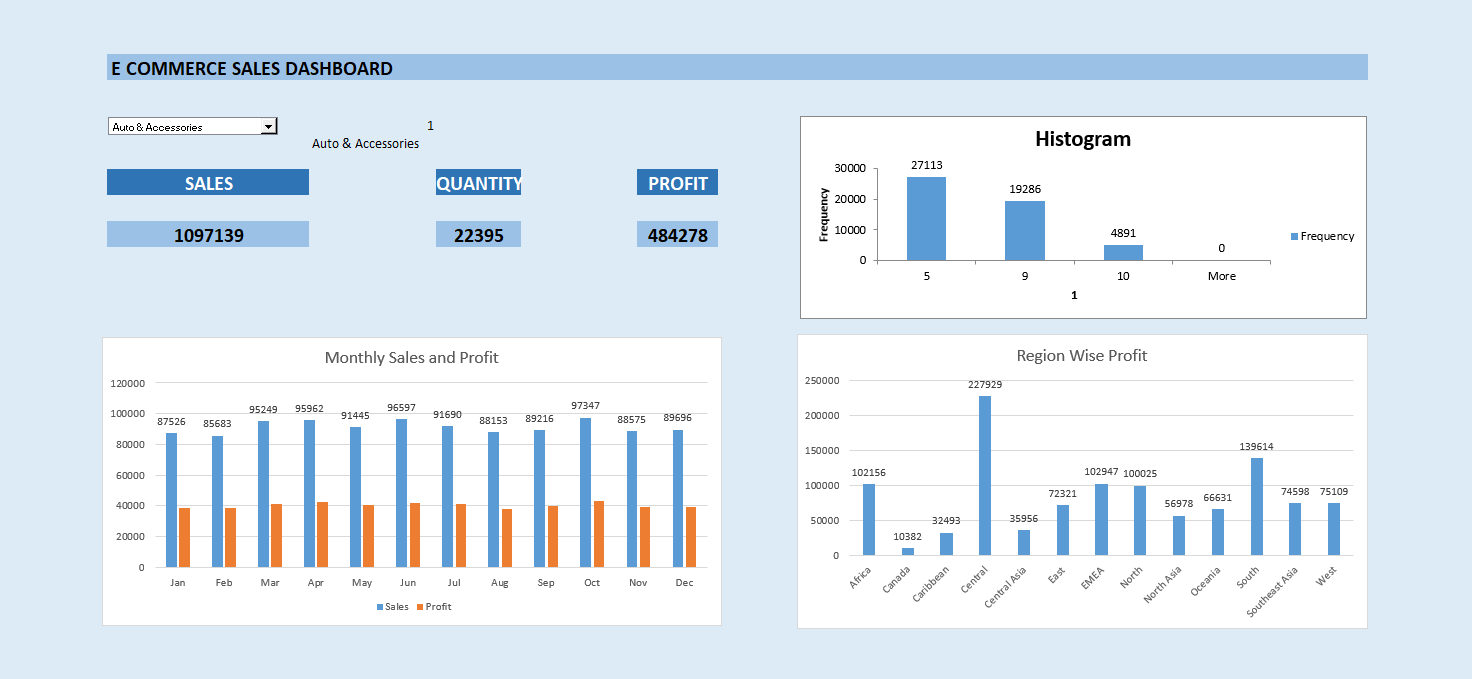 E COMMERCE SALES DASHBOARD
Auto & Accessories
1
Auto & Accessories
SALES QUANTITY PROFIT
1097139 22395 484278
Histogram
Frequency
30000
20000
10000
0
27113 19286 4891 0
5 9 10 More
1
Frequency
Monthly Sales and Profit
120000
100000
80000
60000
40000
20000
0
87526 85683 95249 95962 91445 96597 91690 88153 89216 97347 88575 89696
Jan Feb Mar Apr May Jun Jul Aug Sep Oct Nov Dec
Sales Profit
Region Wise Profit
250000
200000
150000
100000
50000
0
102156 10382 32493 227929 35956 72321 102947 100025 56978 66631 139614 74598 75109
Africa Canada Caribbean Central Central Asia East EMEA North North Asia Oceania South Southeast Asia West